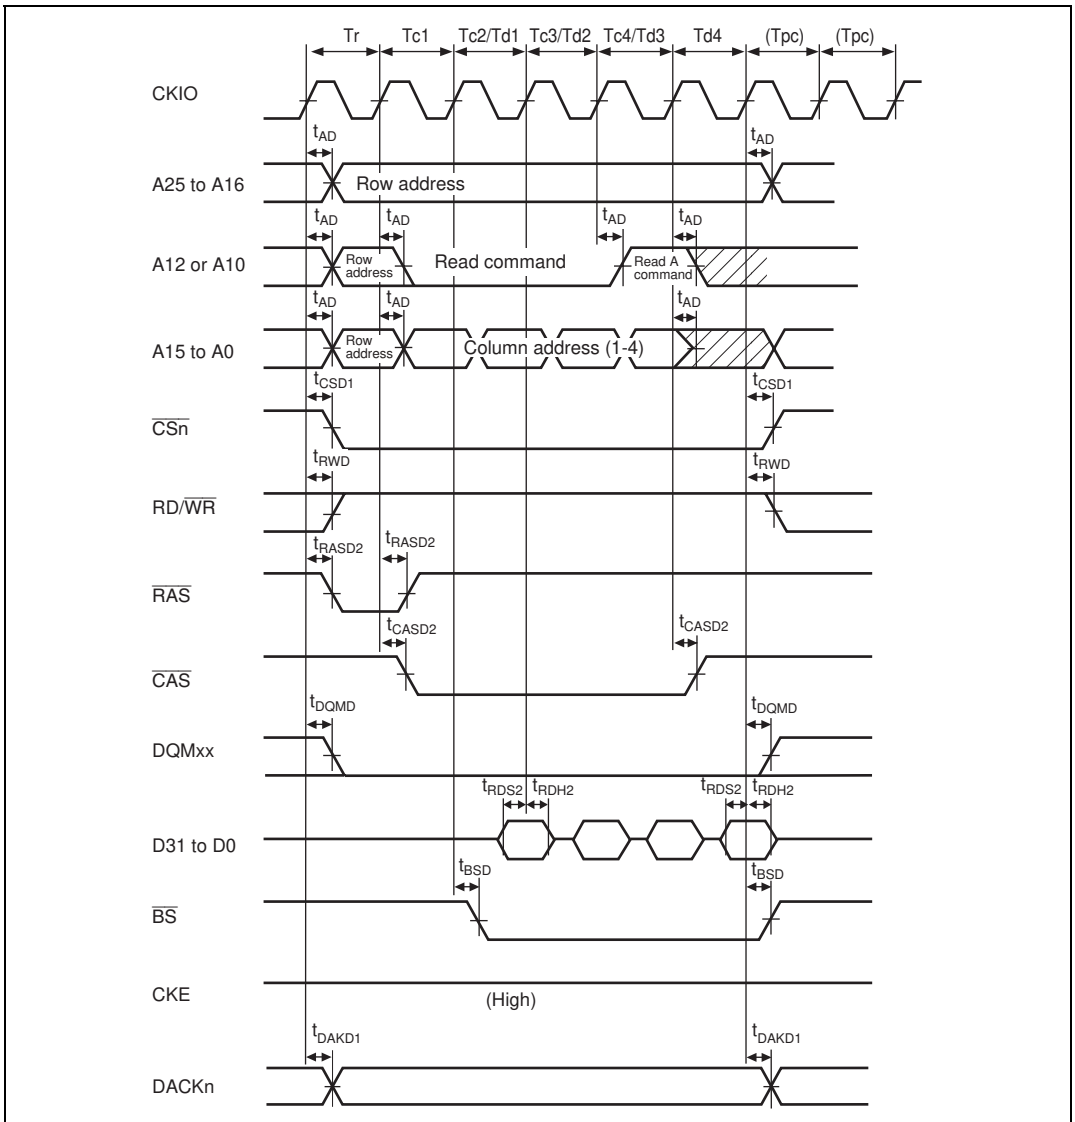 Tr Tc1 Tc2/Td1 Tc3/Td2 Tc4/Td3 Td4 (Tpc) (Tpc)
CKIO
tAD tAD
A25 to A16 Row address
tAD tAD tAD tAD
A12 or A10 Row address Read command Read A command
tAD tAD tAD
A15 to A0 Row address Column address (1-4)
tCSD1 tCSD1
CSn
tRWD tRWD
RD/WR
tRASD2 tRASD2
RAS
tCASD2 tCASD2
CAS
tDQMD tDQMD
DQMxx
tRDS2 tRDH2 tRDS2 tRDH2
D31 to D0
tBSD tBSD
BS
CKE (High)
tDAKD1 tDAKD1
DACKn